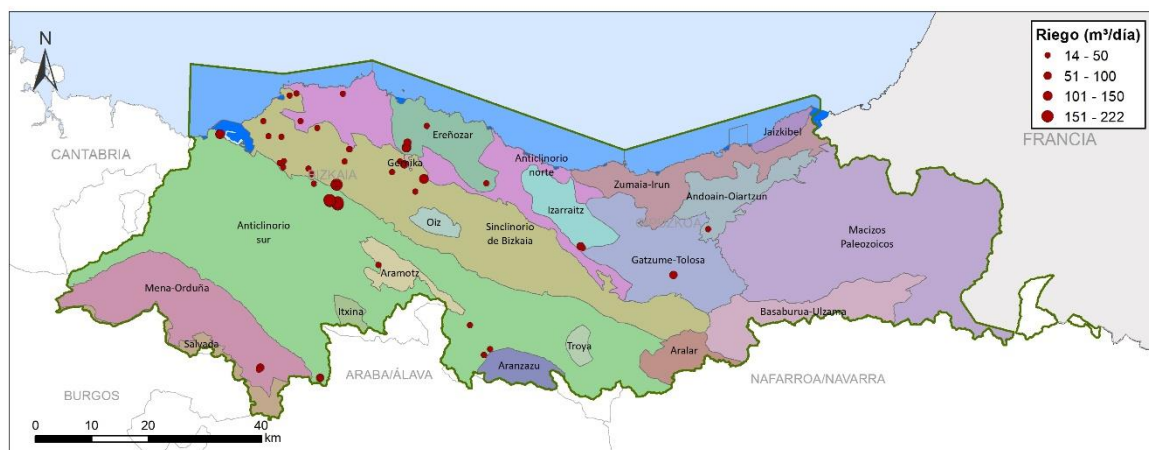 N
Riego (m³/día)
14 - 50
51 - 100
101 - 150
151 - 222
FRANCIA
CANTABRIA
Jaizkibel
Ereñozar
Anticlinorio
norte
Gernika
BIZKAIA
Zumaia-Irun
Andoain-Oiartzun
Izarraitz
Oiz
Anticlinorio
sur
Sinclinorio
de Bizkaia
Macizos
Paleozoicos
Gatzume-Tolosa
Aramotz
Mena-Orduña
Itxina
Basaburua-Ulzama
Salvada
Troya
Aralar
Aranzazu
ARABA/ÁLAVA
NAFARROA/NAVARRA
BURGOS
0 10 20 40
km